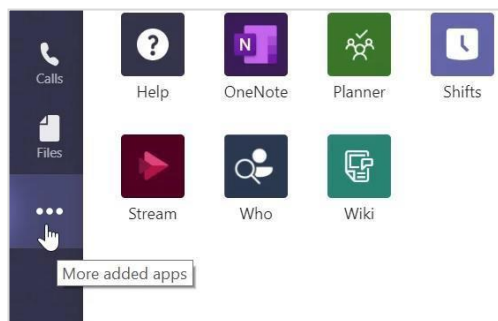 Calls
Files
More added apps
N
Help OneNote Planner Shifts
Stream Who Wiki